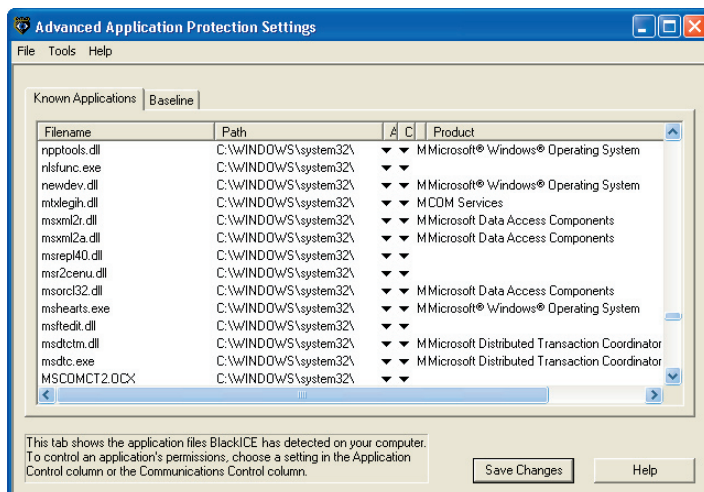 Advanced Application Protection Settings
File Tools Help
Known Applications Baseline
Filename Path A C Product
npptools.dll C:\WINDOWS\system32\ M Microsoft® Windows® Operating System
nlsfunc.exe C:\WINDOWS\system32\
newdev.dll C:\WINDOWS\system32\ M Microsoft® Windows® Operating System
mtxlegih.dll C:\WINDOWS\system32\ M COM Services
msxml2r.dll C:\WINDOWS\system32\ M Microsoft Data Access Components
msxml2a.dll C:\WINDOWS\system32\ M Microsoft Data Access Components
msrepl40.dll C:\WINDOWS\system32\
msr2cenu.dll C:\WINDOWS\system32\
msorcl32.dll C:\WINDOWS\system32\ M Microsoft Data Access Components
mshearts.exe C:\WINDOWS\system32\ M Microsoft® Windows® Operating System
msftedit.dll C:\WINDOWS\system32\
msdtctm.dll C:\WINDOWS\system32\ M Microsoft Distributed Transaction Coordinator
msdtc.exe C:\WINDOWS\system32\ M Microsoft Distributed Transaction Coordinator
MSCOMCT2.OCX C:\WINDOWS\system32\
This tab shows the application files BlackICE has detected on your computer.
To control an application's permissions, choose a setting in the Application
Control column or the Communications Control column.
Save Changes Help